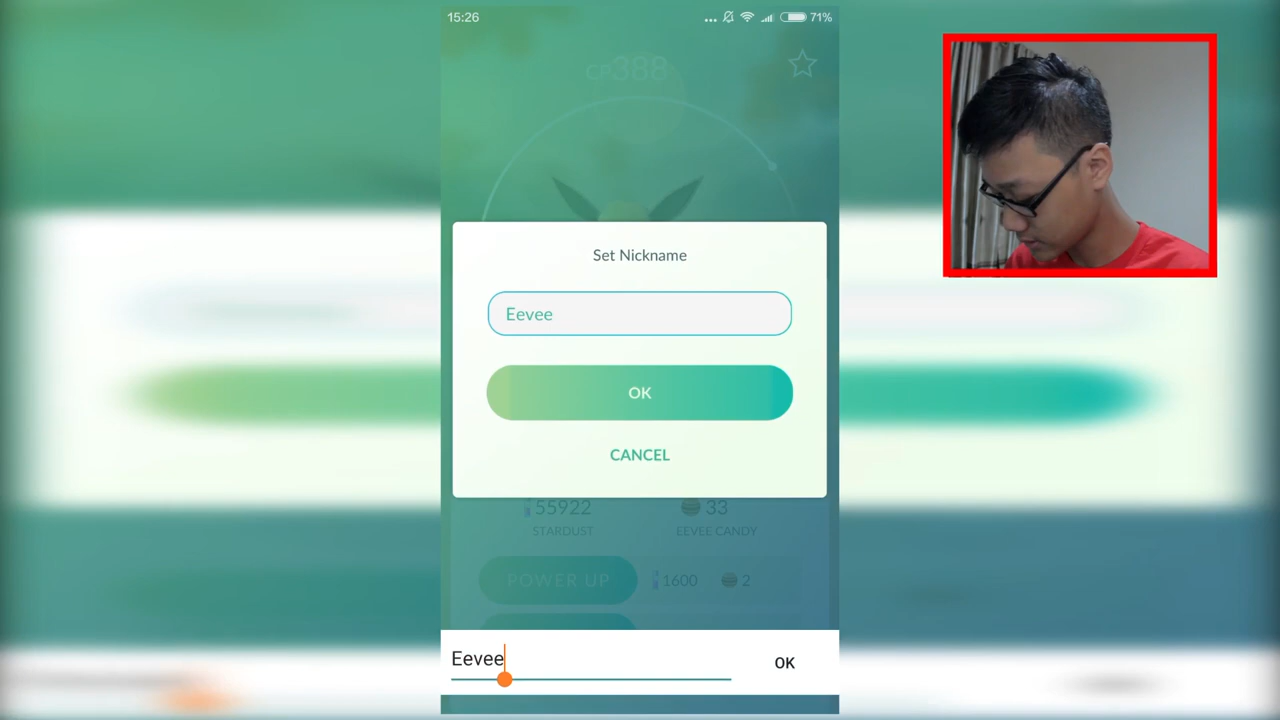 15:26
71%
CP388
Set Nickname
Eevee
OK
CANCEL
55922
33
STARDUST
EEVEE CANDY
POWER UP
1600
2
Eevee
OK